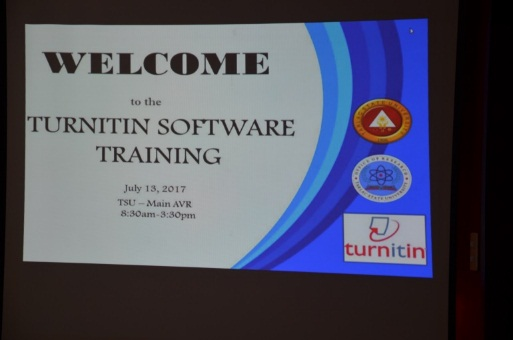 WELCOME
to the
TURNITIN SOFTWARE
TRAINING
July 13, 2017
TSU – Main AVR
8:30am-3:30pm
turnitin